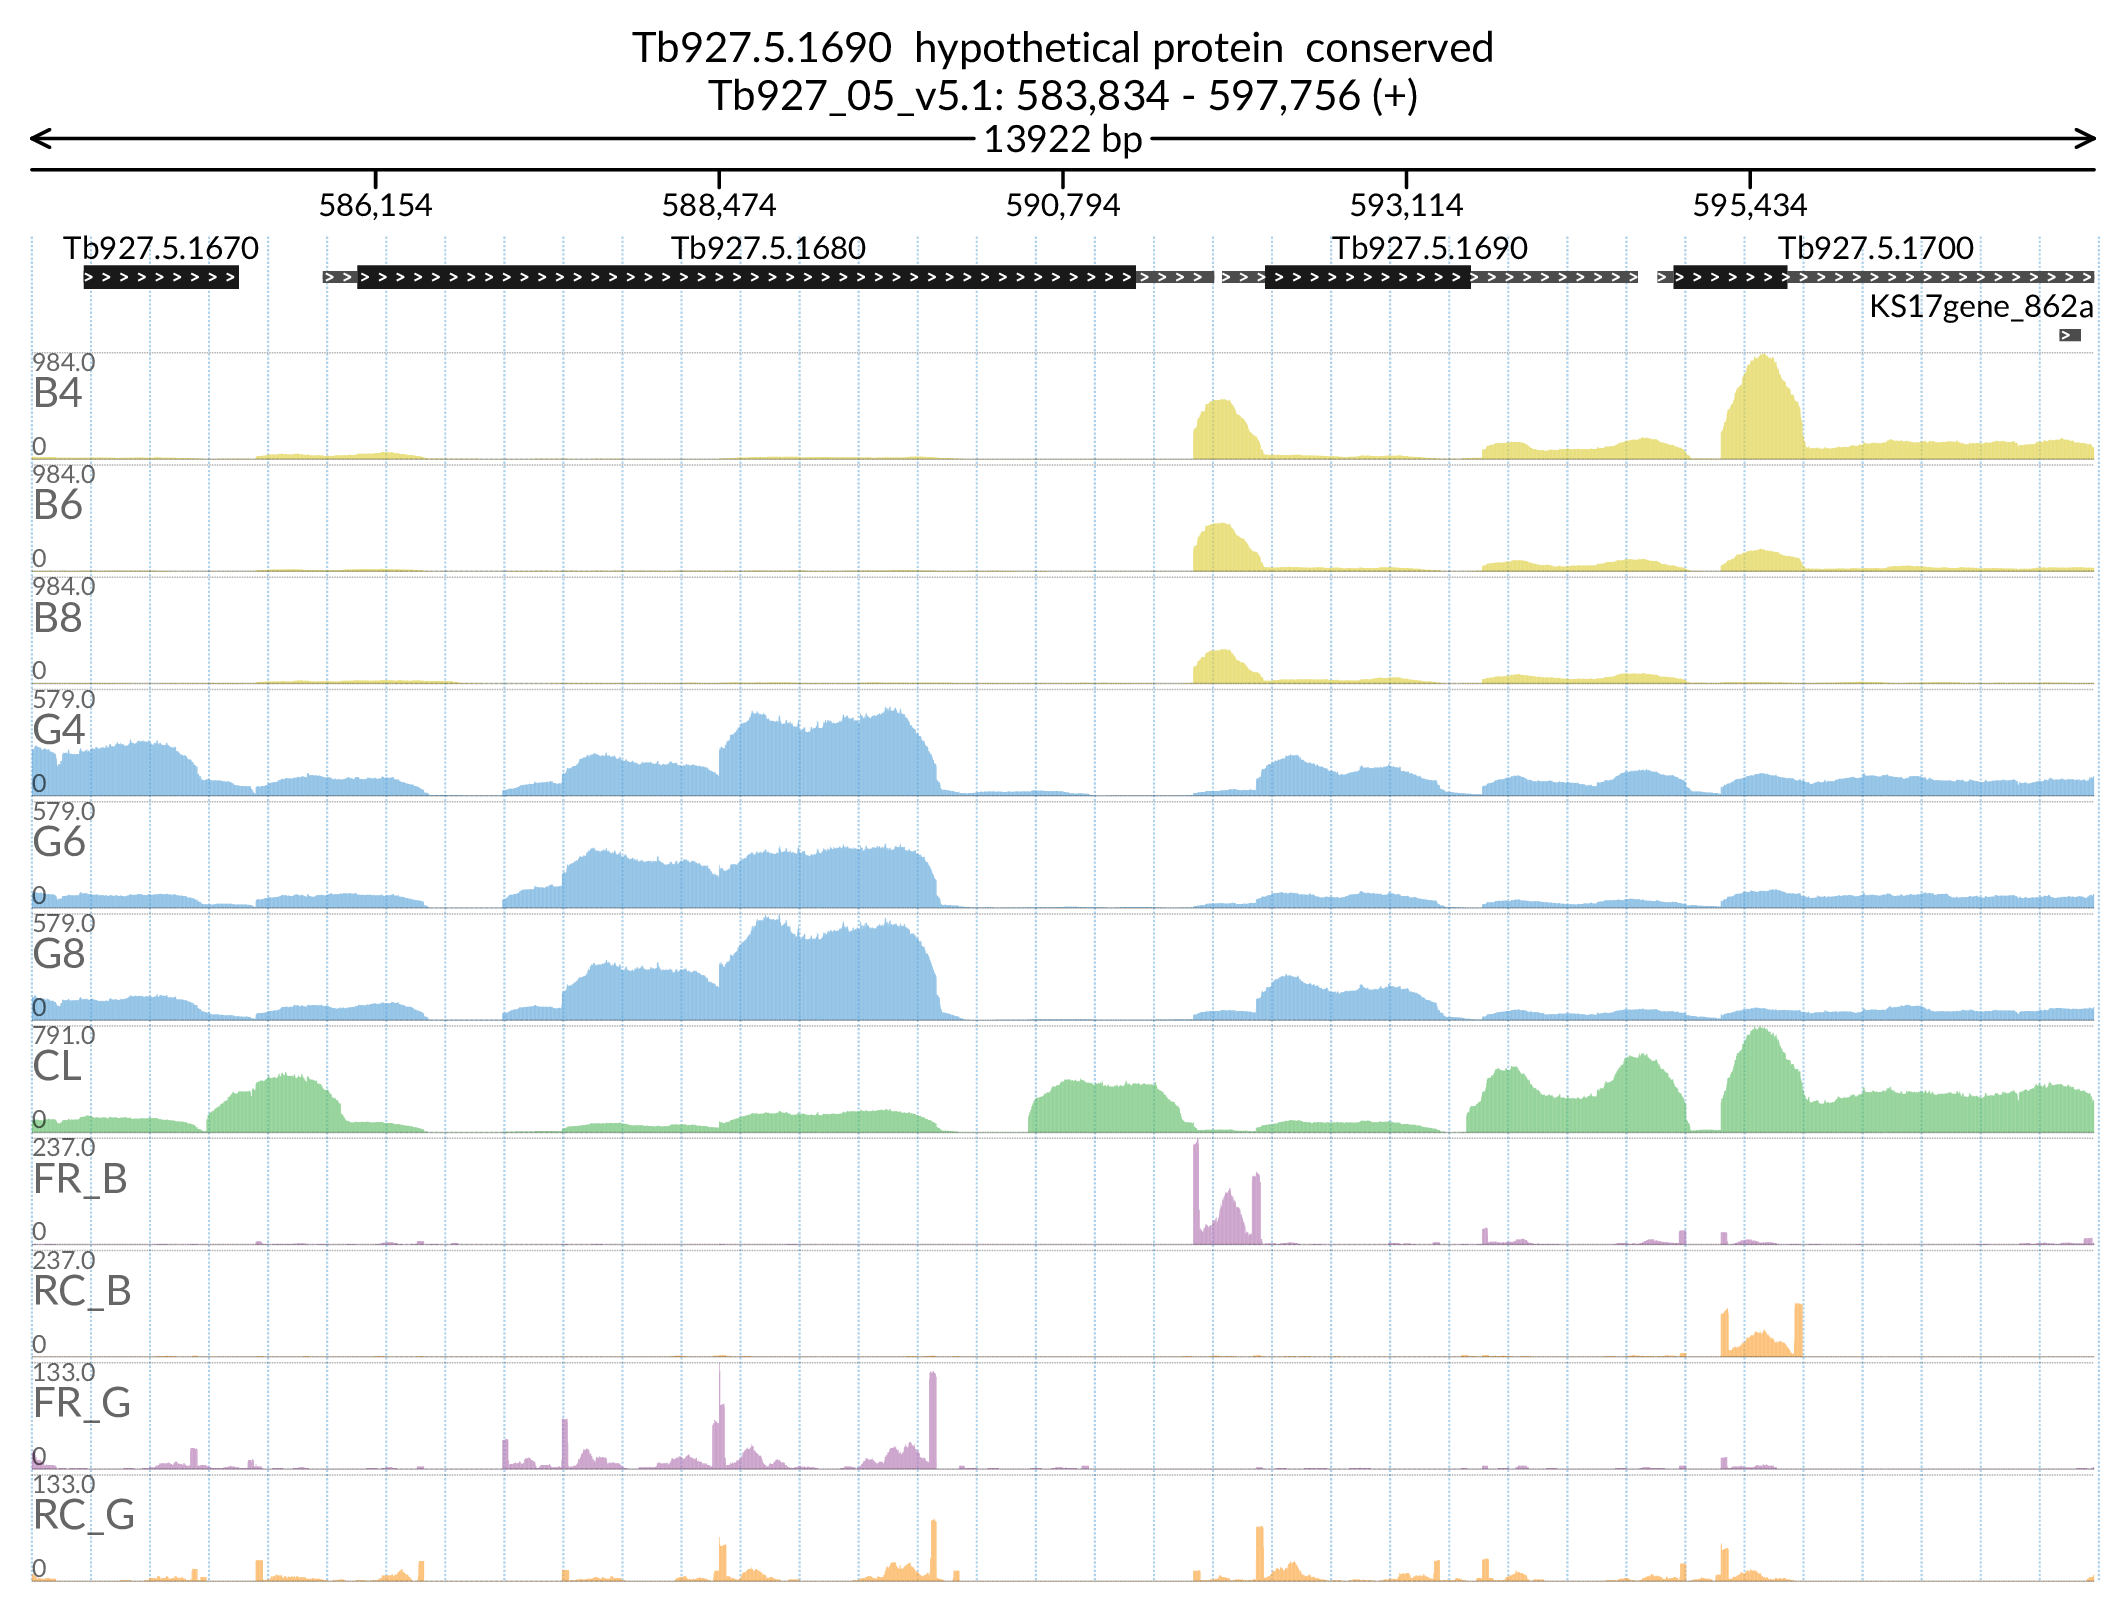 Tb927.5.1690 hypothetical protein conserved
Tb927_05_v5.1: 583,834 - 597,756 (+)
13922 bp
586,154 588,474 590,794 593,114 595,434
Tb927.5.1670 Tb927.5.1680 Tb927.5.1690 Tb927.5.1700
KS17gene_862a
984.0
B4
0
984.0
B6
0
984.0
B8
0
579.0
G4
0
579.0
G6
0
579.0
G8
0
791.0
CL
0
237.0
FR_B
0
237.0
RC_B
0
133.0
FR_G
0
133.0
RC_G
0